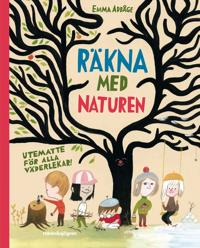 EMMA ADBÅGE
RÄKNA
MED
NATUREN
UTEMATTE
FÖR ALLA
VÄDERLEKAR!
rabén&sjögren